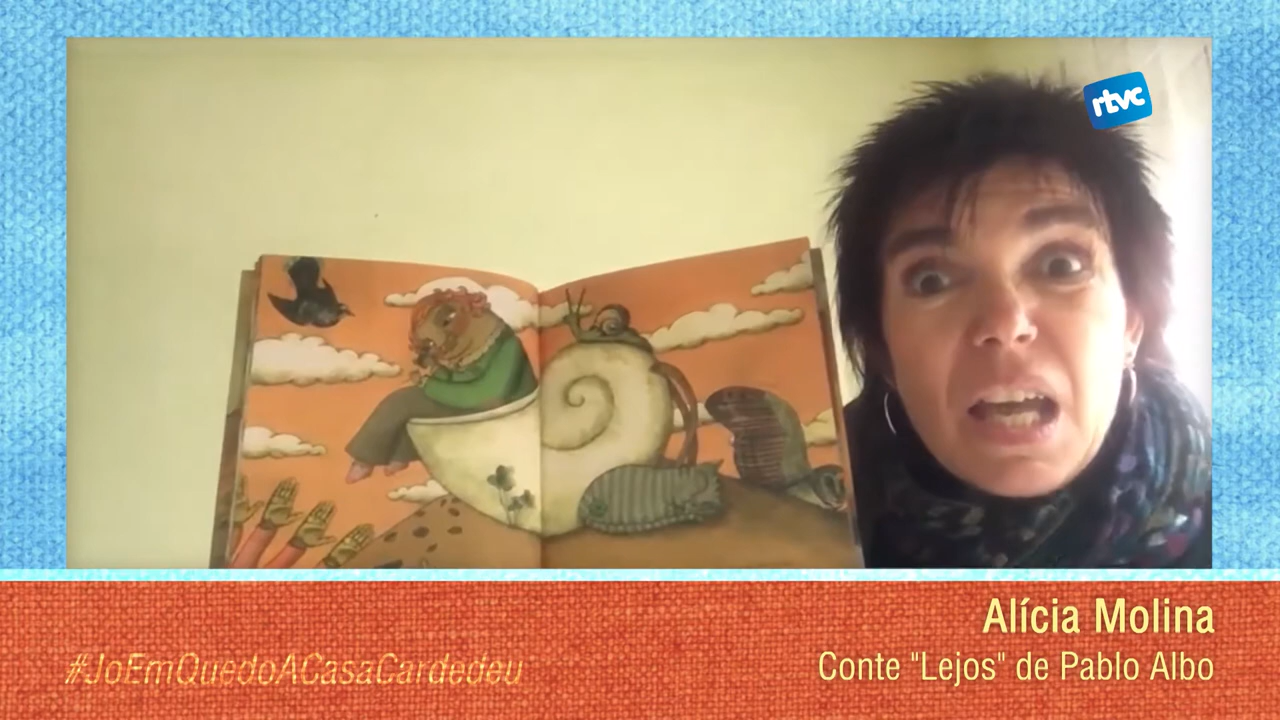 rtvc
Alícia Molina
#JoEmQuedoACasaCardedeu
Conte "Lejos" de Pablo Albo